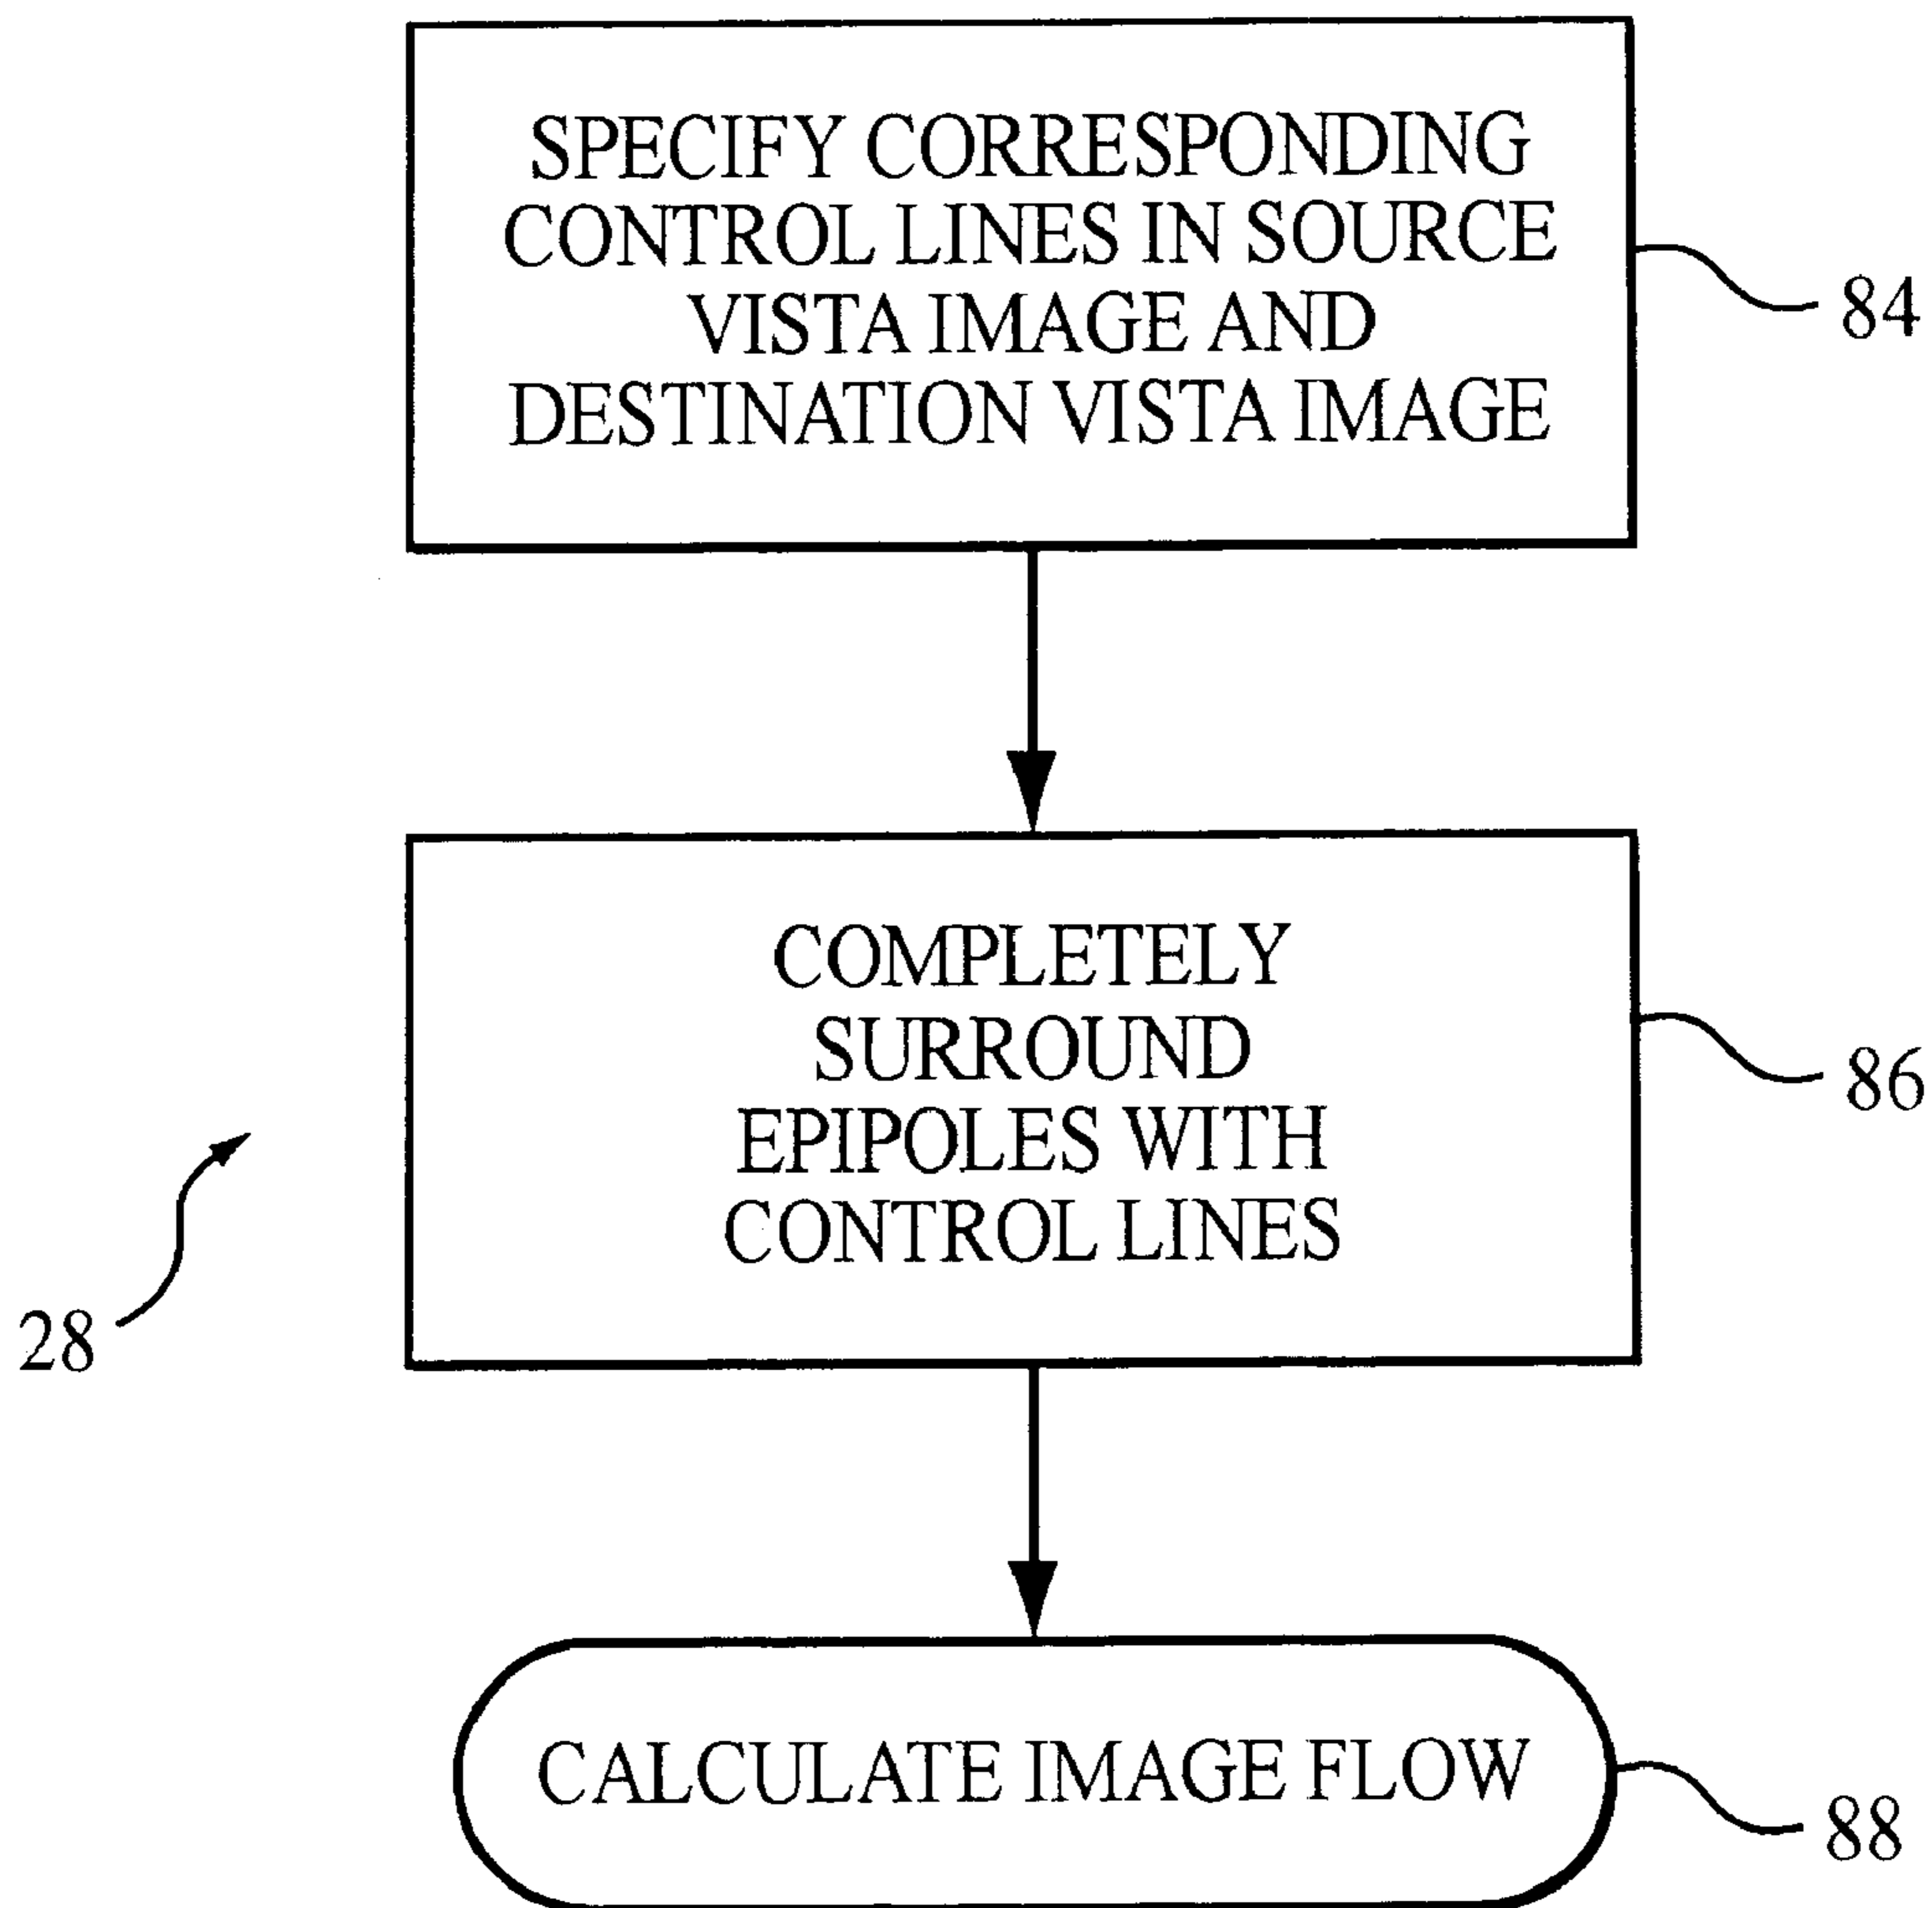 SPECIFY CORRESPONDING
CONTROL LINES IN SOURCE
VISTA IMAGE AND
DESTINATION VISTA IMAGE
84
COMPLETELY
SURROUND
EPIPOLES WITH
CONTROL LINES
86
28
CALCULATE IMAGE FLOW
88